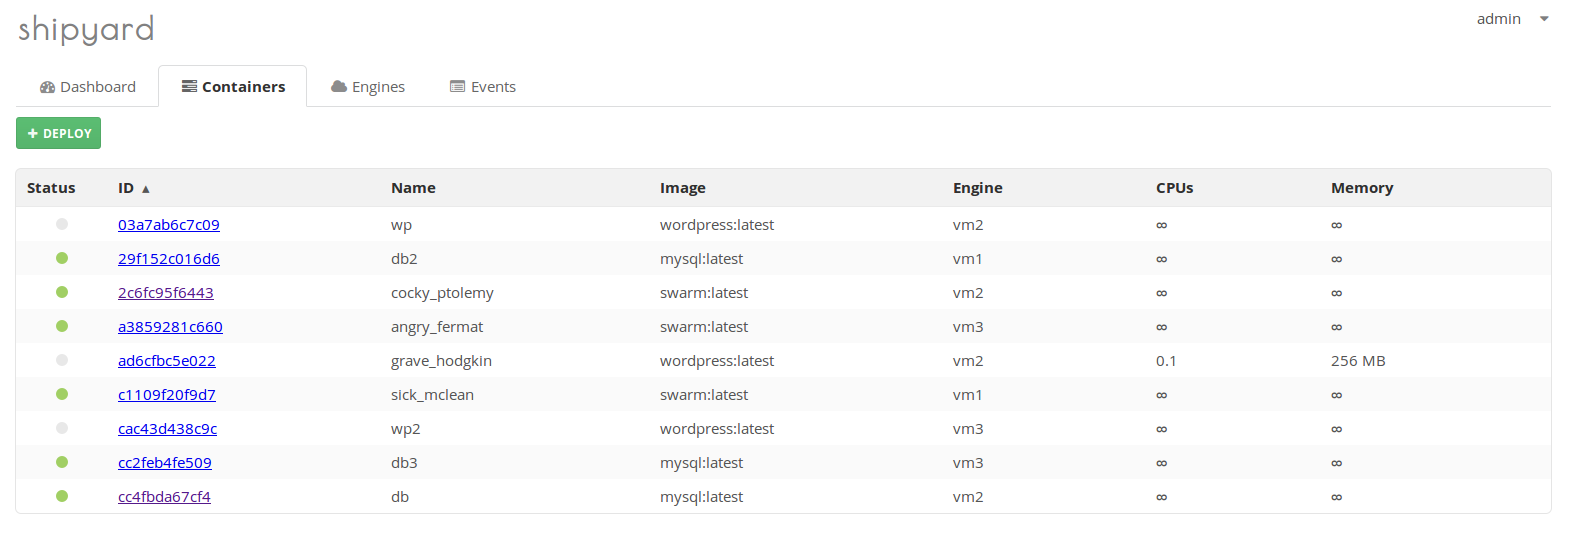 shipyard
admin
Dashboard Containers Engines Events
+ DEPLOY
Status ID ▲ Name Image Engine CPUs Memory
03a7ab6c7c09 wp wordpress:latest vm2 ∞ ∞
29f152c016d6 db2 mysql:latest vm1 ∞ ∞
2c6fc95f6443 cocky_ptolemy swarm:latest vm2 ∞ ∞
a3859281c660 angry_fermat swarm:latest vm3 ∞ ∞
ad6cfbc5e022 grave_hodgkin wordpress:latest vm2 0.1 256 MB
c1109f20f9d7 sick_mclean swarm:latest vm1 ∞ ∞
cac43d438c9c wp2 wordpress:latest vm3 ∞ ∞
cc2feb4fe509 db3 mysql:latest vm3 ∞ ∞
cc4fbda67cf4 db mysql:latest vm2 ∞ ∞